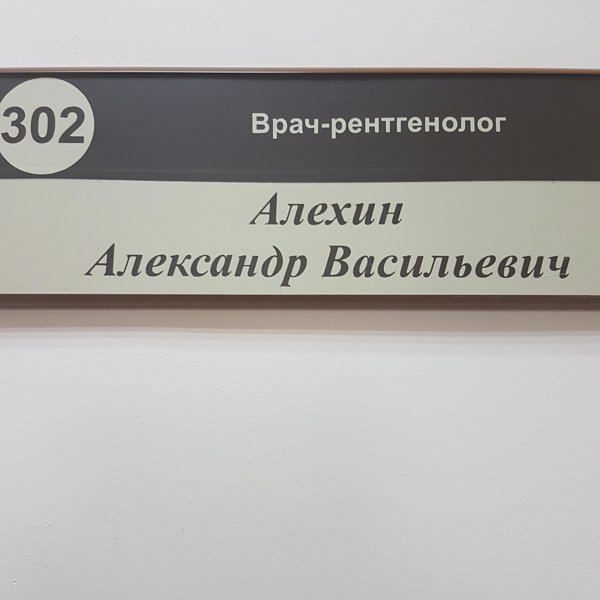 302
Врач-рентгенолог
Алехин
Александр Васильевич